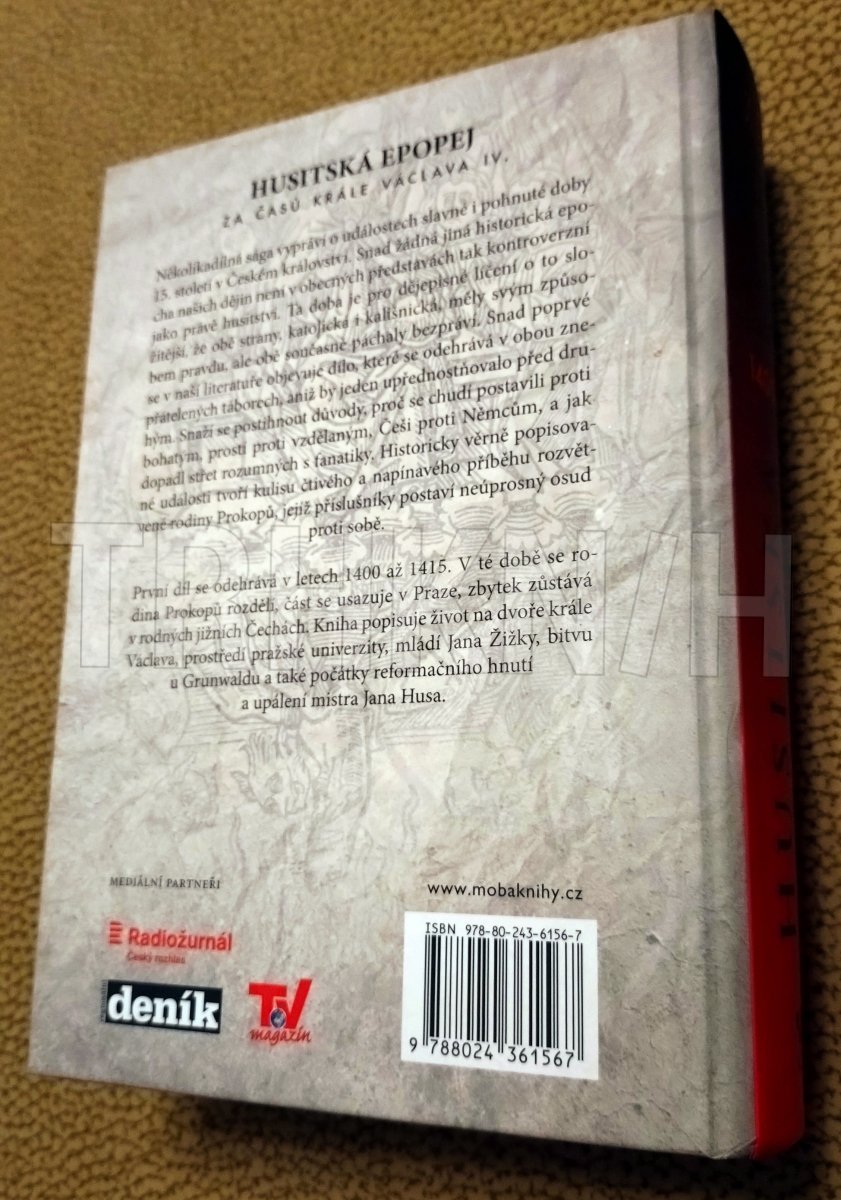 HUSITSKÁ EPOPEJ
ZA ČASŮ KRÁLE VÁCLAVA IV.
Několikadílná sága vypráví o událostech slavné i pohnuté doby
15. století v Českém království. Snad žádná jiná historická epo-
cha našich dějin není v obecných představách tak kontroverzní
jako právě husitství. Ta doba je pro dějepisné líčení o to slo-
žitější, že obě strany, katolická i kališnická, měly svým způso-
bem pravdu, ale obě současně páchaly bezpráví. Snad poprvé
se v naší literatuře objevuje dílo, které se odehrává v obou zne-
přátelených táborech, aniž by jeden upřednostňovalo před dru-
hým. Snaží se postihnout důvody, proč se chudí postavili proti
bohatým, prostí proti vzdělaným, Češi proti Němcům, a jak
dopadl střet rozumných s fanatiky. Historicky věrně popisova-
né události tvoří kulisu čtivého a napínavého příběhu rozvět-
vené rodiny Prokopů, jejíž příslušníky postaví neúprosný osud
proti sobě.
První díl se odehrává v letech 1400 až 1415. V té době se ro-
dina Prokopů rozdělí, část se usazuje v Praze, zbytek zůstává
v rodných jižních Čechách. Kniha popisuje život na dvoře krále
Václava, prostředí pražské univerzity, mládí Jana Žižky, bitvu
u Grunwaldu a také počátky reformačního hnutí
a upálení mistra Jana Husa.
MEDIÁLNÍ PARTNEŘI
www.mobaknihy.cz
Radiožurnál
Český rozhlas
deník
TV
magazín
ISBN 978-80-243-6156-7
9 788024 361567